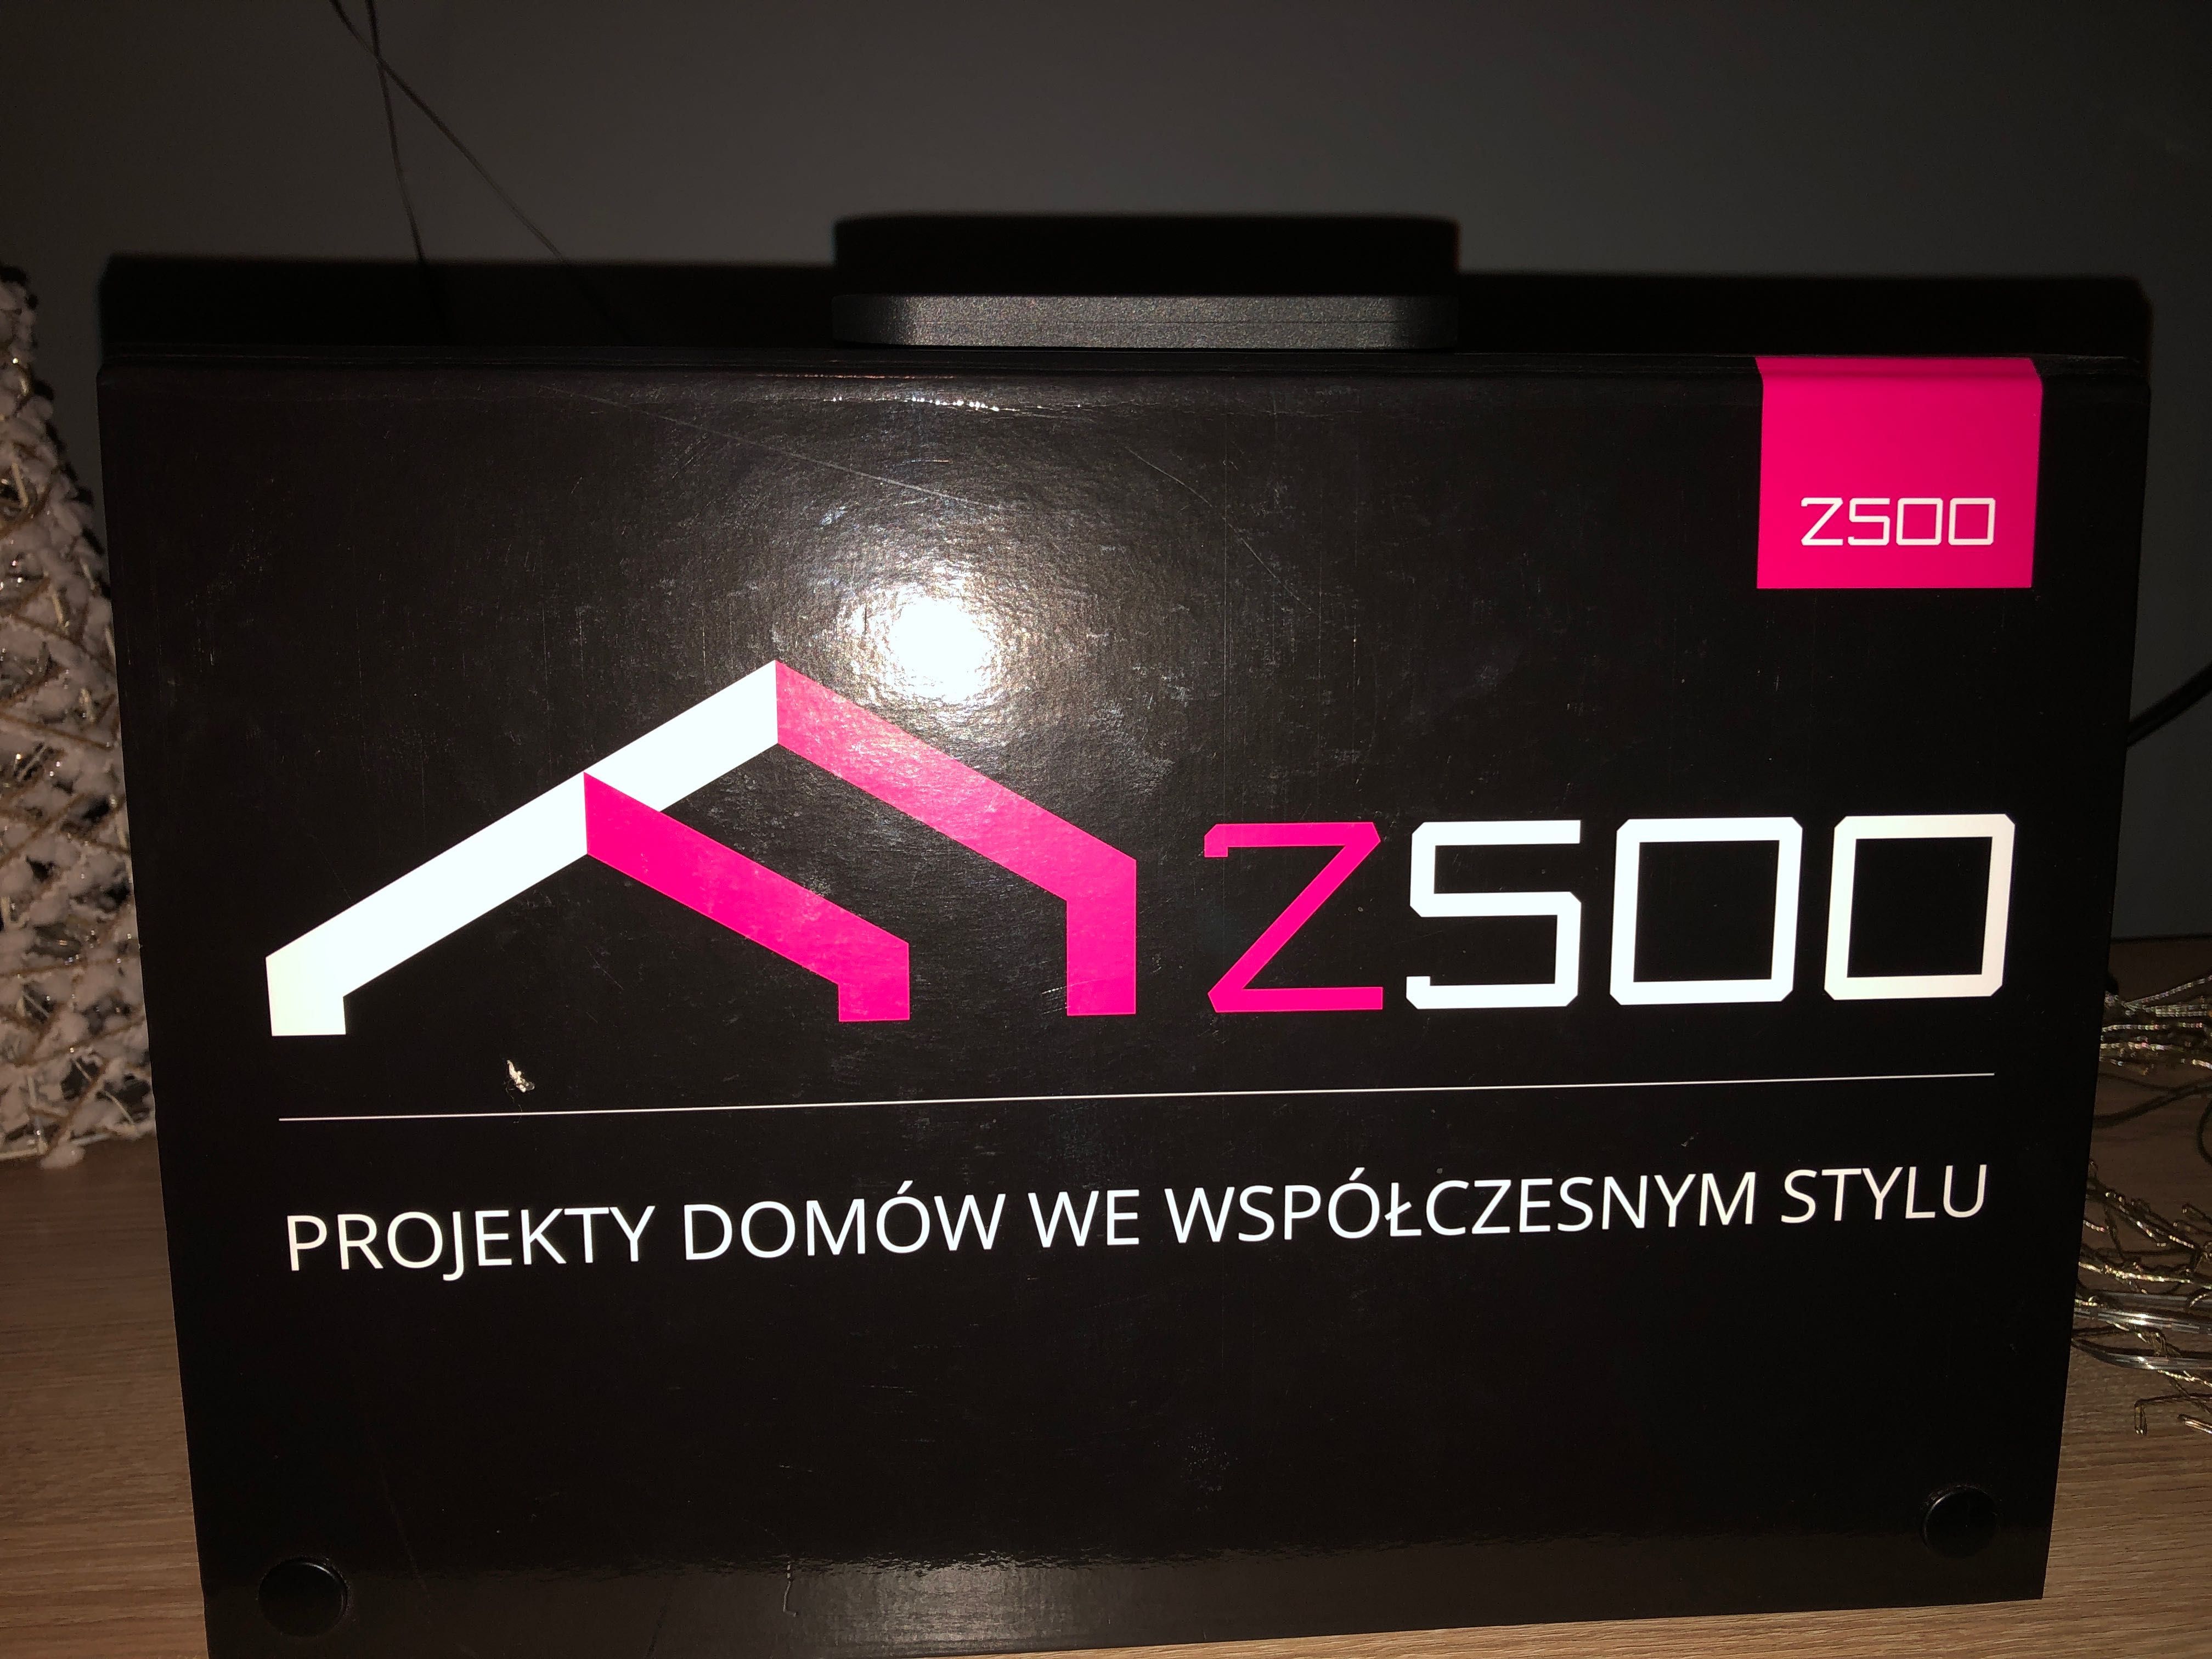 Z500
Z500
PROJEKTY DOMÓW WE WSPÓŁCZESNYM STYLU